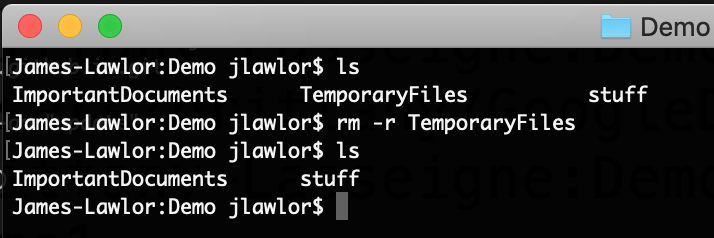 Demo
James-Lawlor:Demo jlawlor$ ls
ImportantDocuments TemporaryFiles stuff
James-Lawlor:Demo jlawlor$ rm -r TemporaryFiles
James-Lawlor:Demo jlawlor$ ls
ImportantDocuments stuff
James-Lawlor:Demo jlawlor$